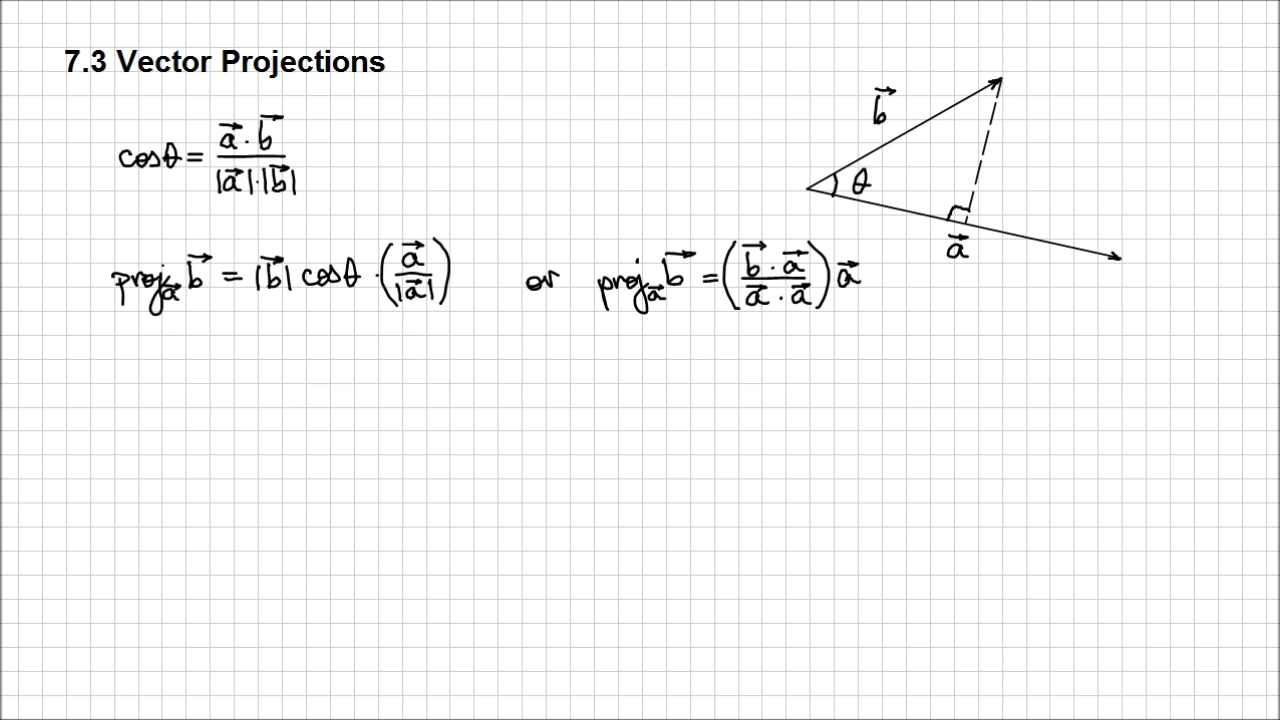 7.3 Vector Projections
cosθ = (a⃗ · b⃗) / (|a⃗| · |b⃗|)
proj_a⃗ b⃗ = |b⃗| cosθ · (a⃗ / |a⃗|) or proj_a⃗ b⃗ = ((b⃗ · a⃗) / (a⃗ · a⃗)) a⃗
b⃗
θ
a⃗